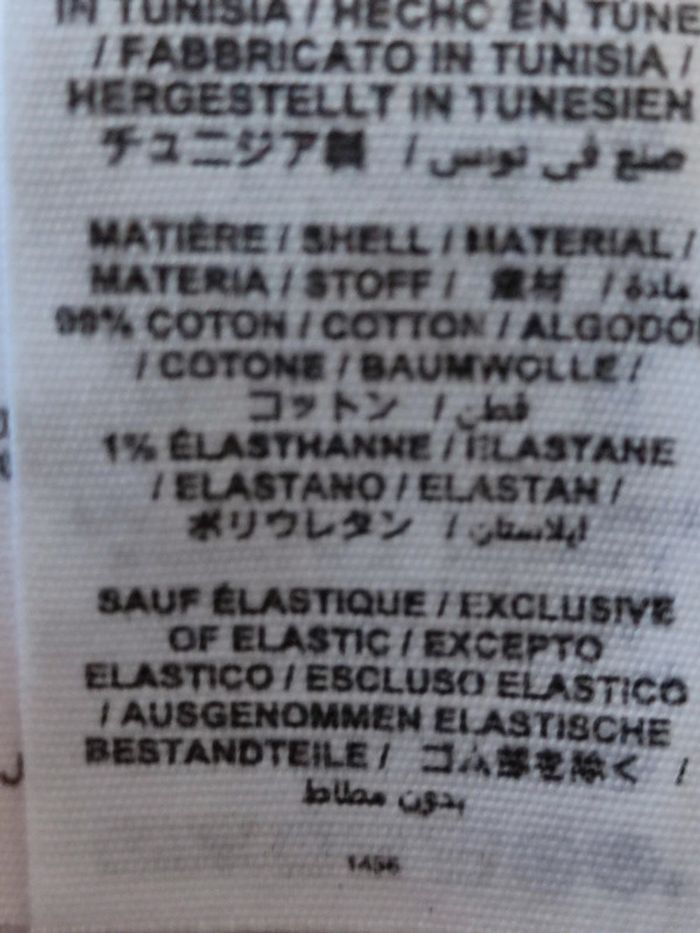 IN TUNISIA / HECHO EN TÚNE
/ FABBRICATO IN TUNISIA /
HERGESTELLT IN TUNESIEN
チュニジア製 / صنع في تونس
MATIÈRE / SHELL / MATERIAL /
MATERIA / STOFF / 素材 / مادة
99% COTON / COTTON / ALGODÓ
/ COTONE / BAUMWOLLE /
コットン / قطن
1% ÉLASTHANNE / ELASTANE
/ ELASTANO / ELASTAN /
ポリウレタン / ايلاستان
SAUF ÉLASTIQUE / EXCLUSIVE
OF ELASTIC / EXCEPTO
ELASTICO / ESCLUSO ELASTICO
/ AUSGENOMMEN ELASTISCHE
BESTANDTEILE / ゴム部を除く /
بدون مطاط
1456